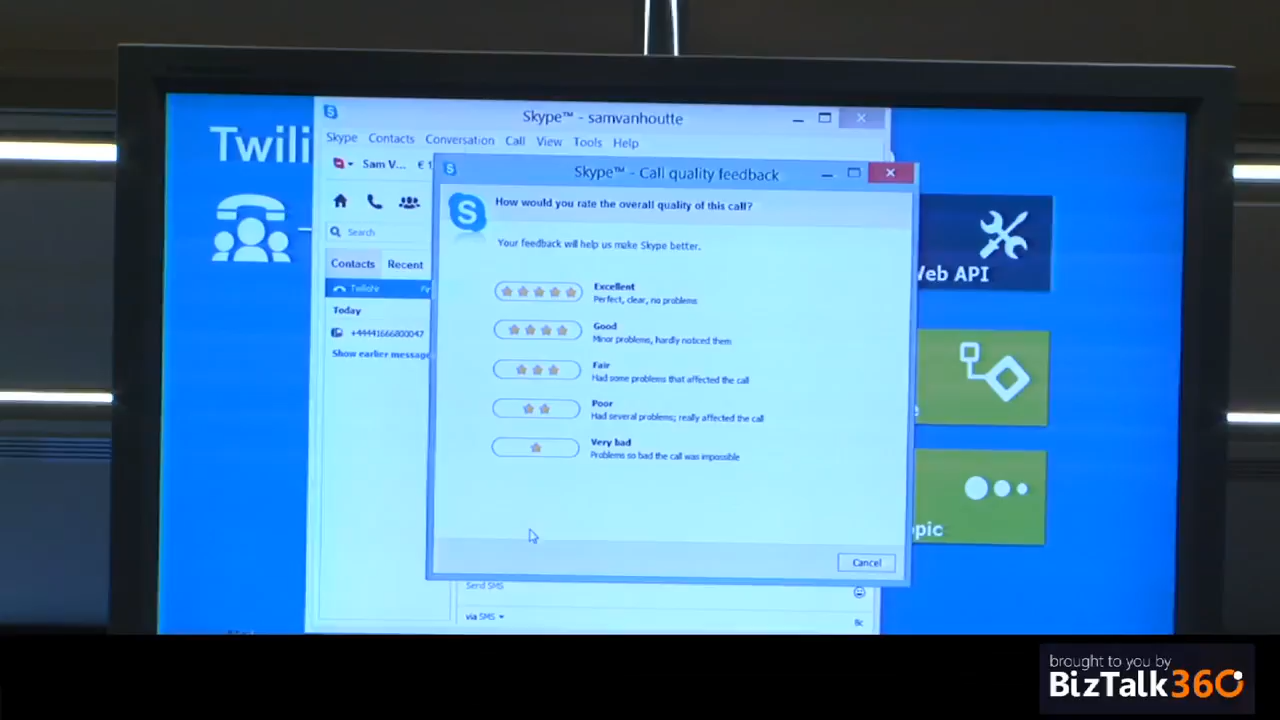 Twili
Skype™ - samvanhoutte
Skype Contacts Conversation Call View Tools Help
Sam V... € 1
Skype™ - Call quality feedback
How would you rate the overall quality of this call?
Your feedback will help us make Skype better.
Search
Contacts Recent
Today
+44441666800047
Show earlier message
Excellent
Perfect, clear, no problems
Good
Minor problems, hardly noticed them
Fair
Had some problems that affected the call
Poor
Had several problems; really affected the call
Very bad
Problems so bad the call was impossible
Cancel
Web API
e
pic
Send SMS
via SMS
brought to you by
BizTalk360